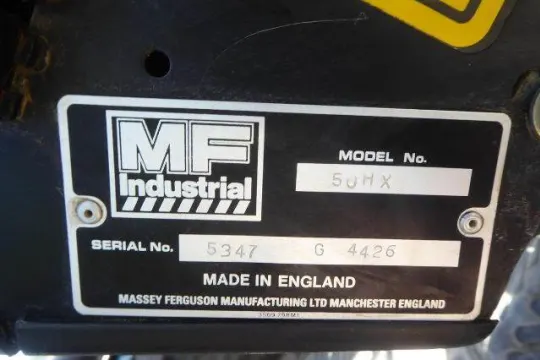 MF
Industrial
MODEL No.
50HX
SERIAL No. 5347 G 4426
MADE IN ENGLAND
MASSEY FERGUSON MANUFACTURING LTD MANCHESTER ENGLAND